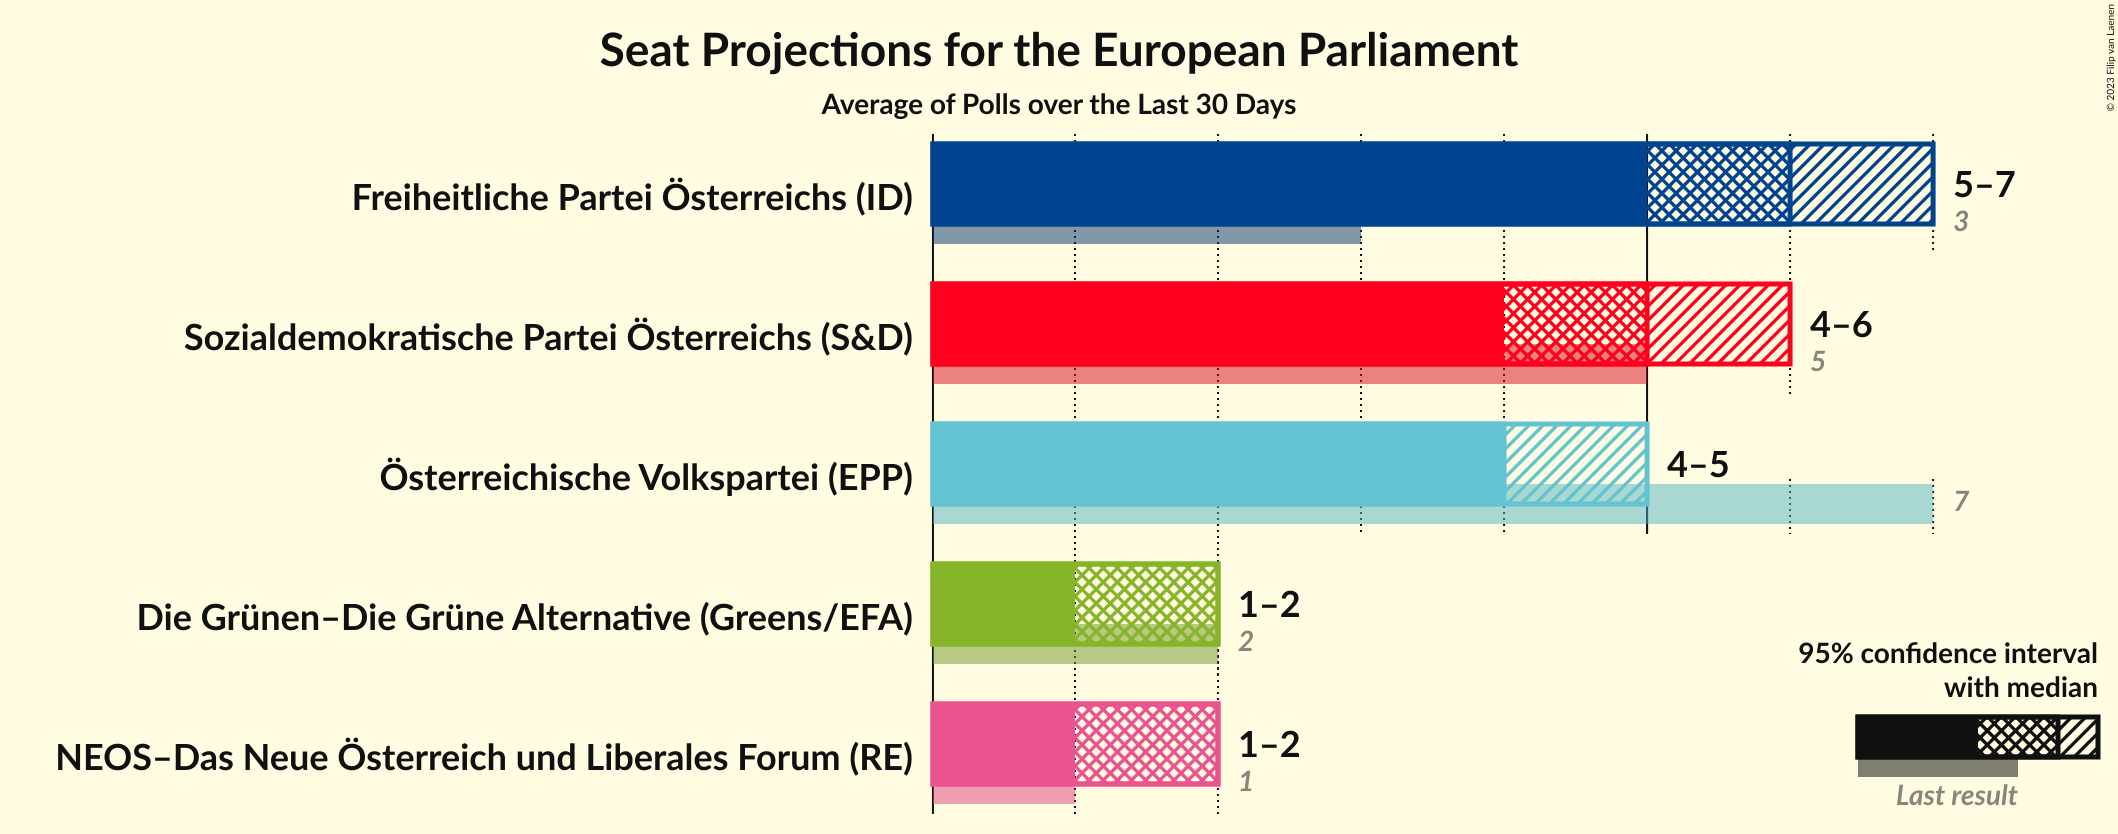 Seat Projections for the European Parliament
Average of Polls over the Last 30 Days
© 2023 Filip van Laenen
Freiheitliche Partei Österreichs (ID)
5–7
3
Sozialdemokratische Partei Österreichs (S&D)
4–6
5
Österreichische Volkspartei (EPP)
4–5
7
Die Grünen–Die Grüne Alternative (Greens/EFA)
1–2
2
NEOS–Das Neue Österreich und Liberales Forum (RE)
1–2
1
95% confidence interval
with median
Last result